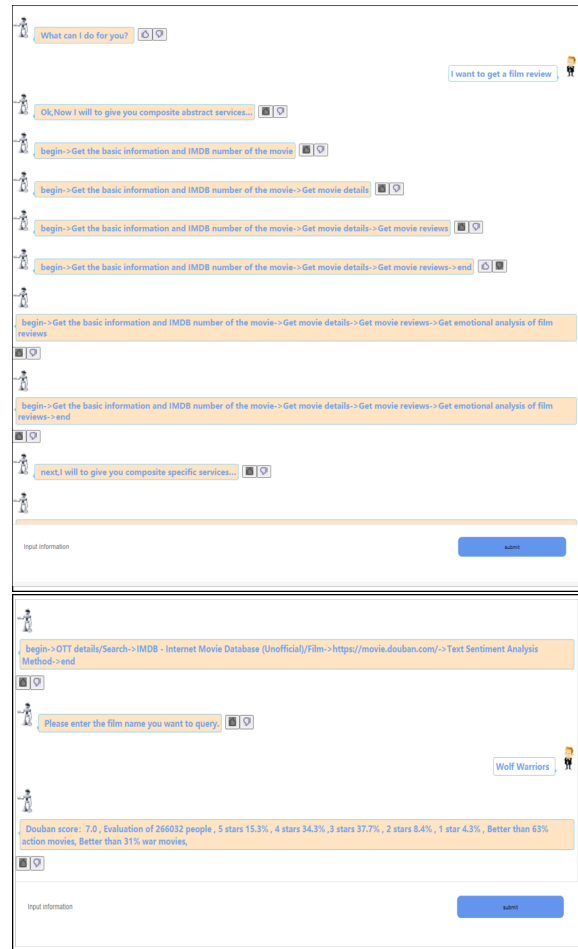 What can I do for you?
I want to get a film review
Ok,Now I will to give you composite abstract services...
begin->Get the basic information and IMDB number of the movie
begin->Get the basic information and IMDB number of the movie->Get movie details
begin->Get the basic information and IMDB number of the movie->Get movie details->Get movie reviews
begin->Get the basic information and IMDB number of the movie->Get movie details->Get movie reviews->end
begin->Get the basic information and IMDB number of the movie->Get movie details->Get movie reviews->Get emotional analysis of film
reviews
begin->Get the basic information and IMDB number of the movie->Get movie details->Get movie reviews->Get emotional analysis of film
reviews->end
next,I will to give you composite specific services...
Input information
submit
begin->OTT details/Search->IMDB - Internet Movie Database (Unofficial)/Film->https://movie.douban.com/->Text Sentiment Analysis
Method->end
Please enter the film name you want to query.
Wolf Warriors
Douban score: 7.0 , Evaluation of 266032 people , 5 stars 15.3% , 4 stars 34.3% ,3 stars 37.7% , 2 stars 8.4% , 1 star 4.3% , Better than 63%
action movies, Better than 31% war movies,
Input information
submit